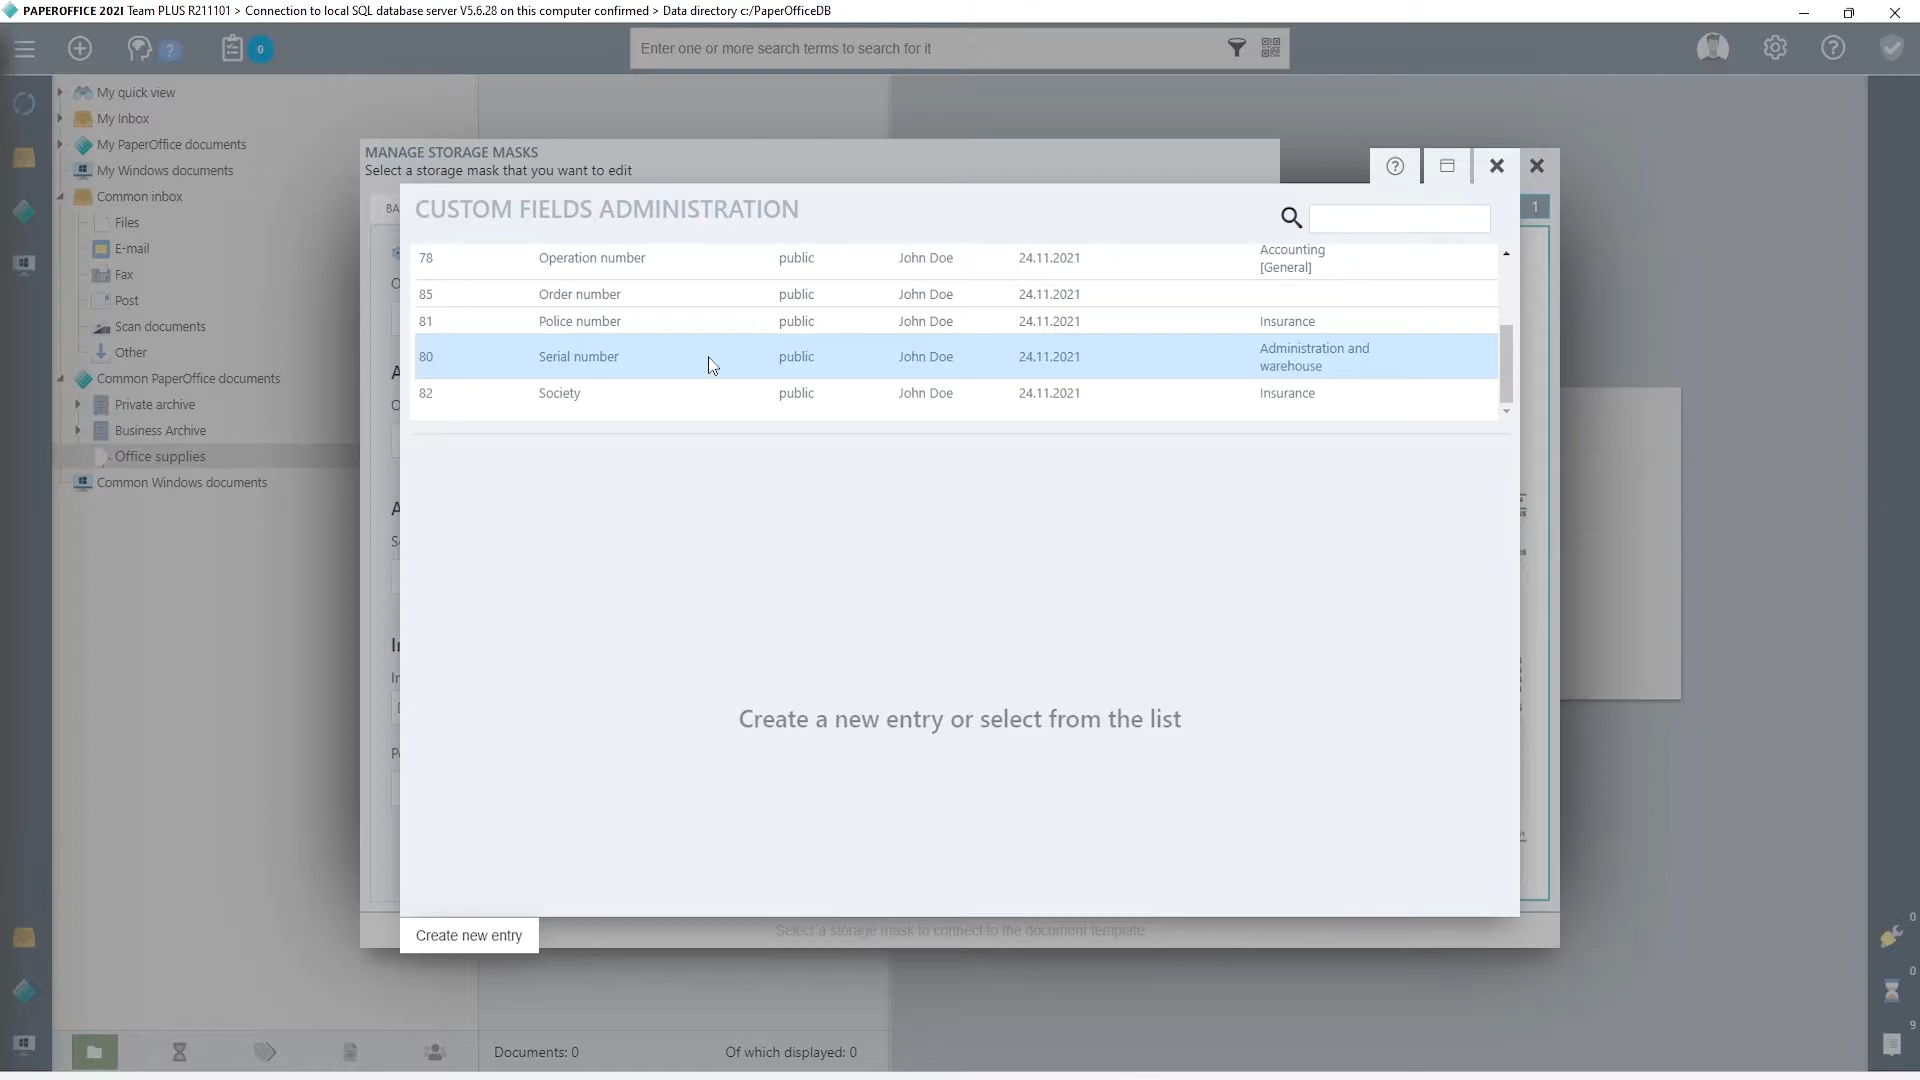 PAPEROFFICE 2021 Team PLUS R211101 > Connection to local SQL database server V5.6.28 on this computer confirmed > Data directory c:/PaperOfficeDB
?
0
Enter one or more search terms to search for it
My quick view
My Inbox
My PaperOffice documents
My Windows documents
Common inbox
Files
E-mail
Fax
Post
Scan documents
Other
Common PaperOffice documents
Private archive
Business Archive
Office supplies
Common Windows documents
MANAGE STORAGE MASKS
Select a storage mask that you want to edit
BA
1
CUSTOM FIELDS ADMINISTRATION
78 Operation number public John Doe 24.11.2021 Accounting
[General]
85 Order number public John Doe 24.11.2021
81 Police number public John Doe 24.11.2021 Insurance
80 Serial number public John Doe 24.11.2021 Administration and
warehouse
82 Society public John Doe 24.11.2021 Insurance
Create a new entry or select from the list
Create new entry
Select a storage mask to connect to the document template
Documents: 0 Of which displayed: 0
0
0
9